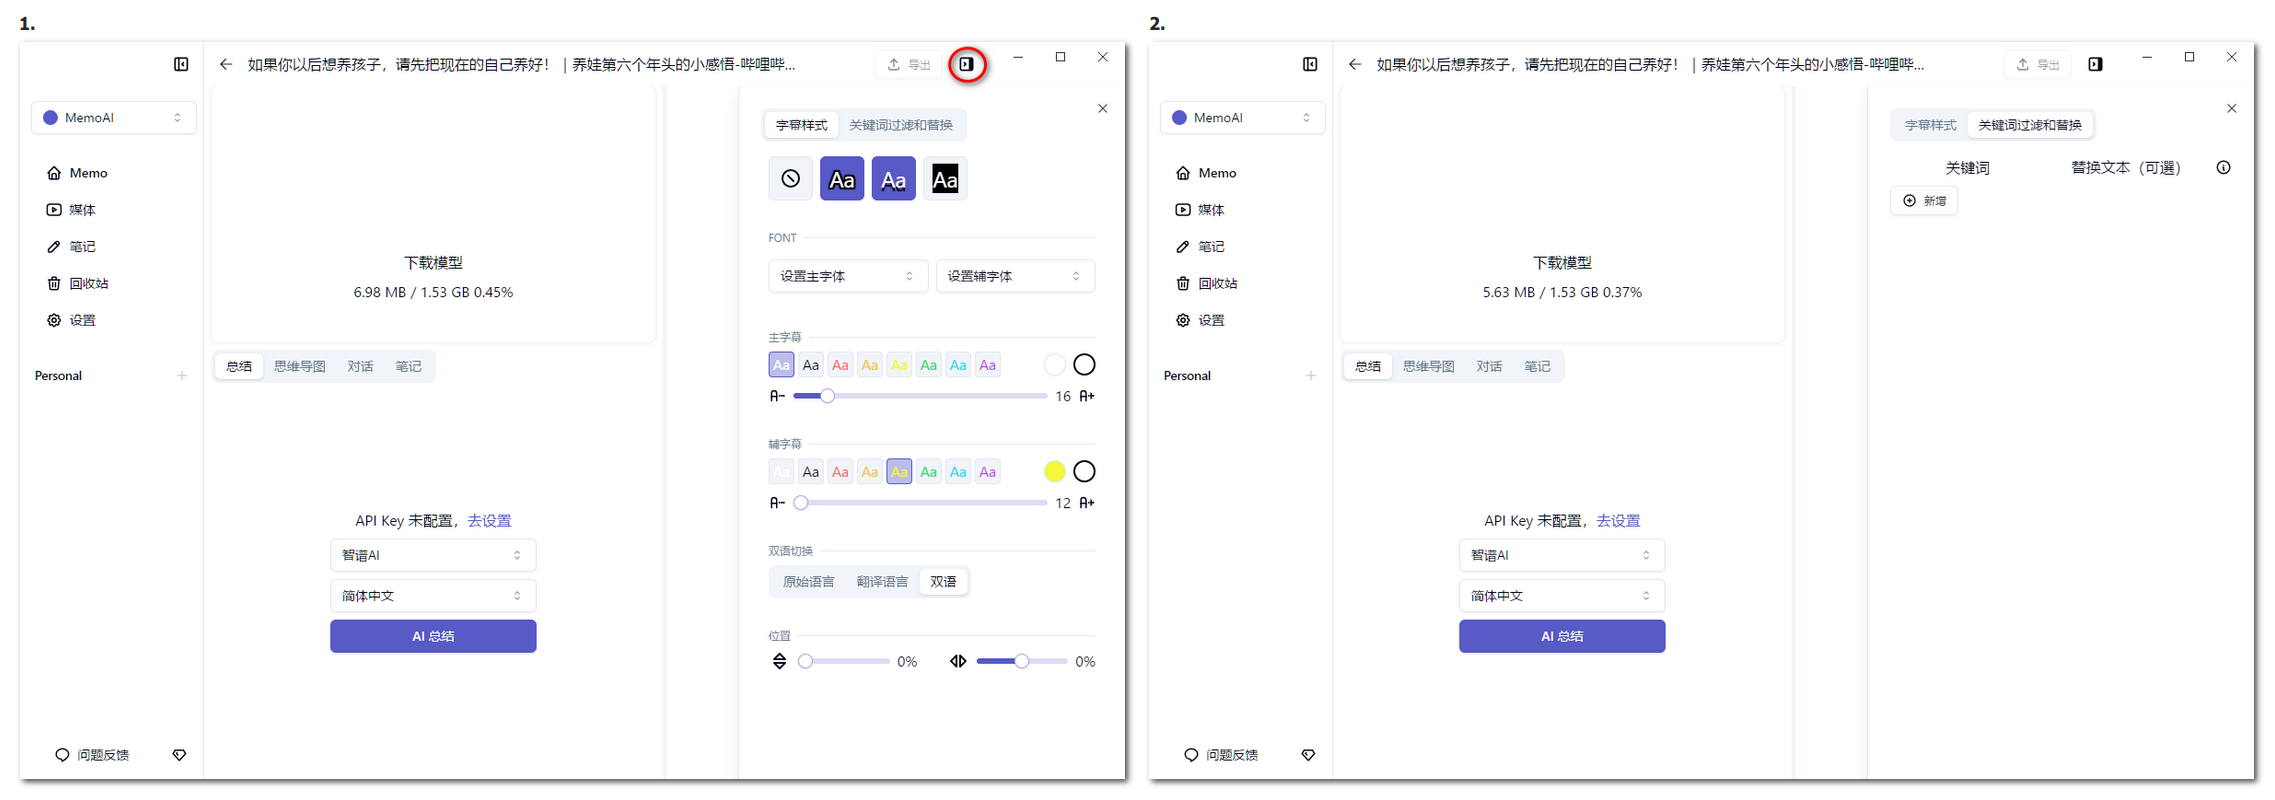 1.
如果你以后想养孩子，请先把现在的自己养好！｜养娃第六个年头的小感悟-哔哩哔...
导出
MemoAI
Memo
媒体
笔记
回收站
设置
Personal
问题反馈
下载模型
6.98 MB / 1.53 GB 0.45%
总结 思维导图 对话 笔记
API Key 未配置，去设置
智谱AI
简体中文
AI 总结
字幕样式 关键词过滤和替换
Aa Aa Aa
FONT
设置主字体 设置辅字体
主字幕
Aa Aa Aa Aa Aa Aa Aa Aa
A− 16 A+
辅字幕
Aa Aa Aa Aa Aa Aa Aa Aa
A− 12 A+
双语切换
原始语言 翻译语言 双语
位置
0% 0%
2.
如果你以后想养孩子，请先把现在的自己养好！｜养娃第六个年头的小感悟-哔哩哔...
导出
MemoAI
Memo
媒体
笔记
回收站
设置
Personal
问题反馈
下载模型
5.63 MB / 1.53 GB 0.37%
总结 思维导图 对话 笔记
API Key 未配置，去设置
智谱AI
简体中文
AI 总结
字幕样式 关键词过滤和替换
关键词 替换文本（可選）
新增